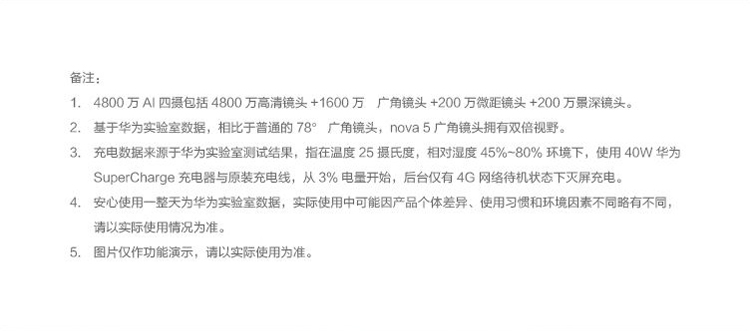 备注：
1. 4800 万 AI 四摄包括 4800 万高清镜头 +1600 万 广角镜头 +200 万微距镜头 +200 万景深镜头。
2. 基于华为实验室数据，相比于普通的 78° 广角镜头，nova 5 广角镜头拥有双倍视野。
3. 充电数据来源于华为实验室测试结果，指在温度 25 摄氏度，相对湿度 45%~80% 环境下，使用 40W 华为
SuperCharge 充电器与原装充电线，从 3% 电量开始，后台仅有 4G 网络待机状态下灭屏充电。
4. 安心使用一整天为华为实验室数据，实际使用中可能因产品个体差异、使用习惯和环境因素不同略有不同，
请以实际使用情况为准。
5. 图片仅作功能演示，请以实际使用为准。